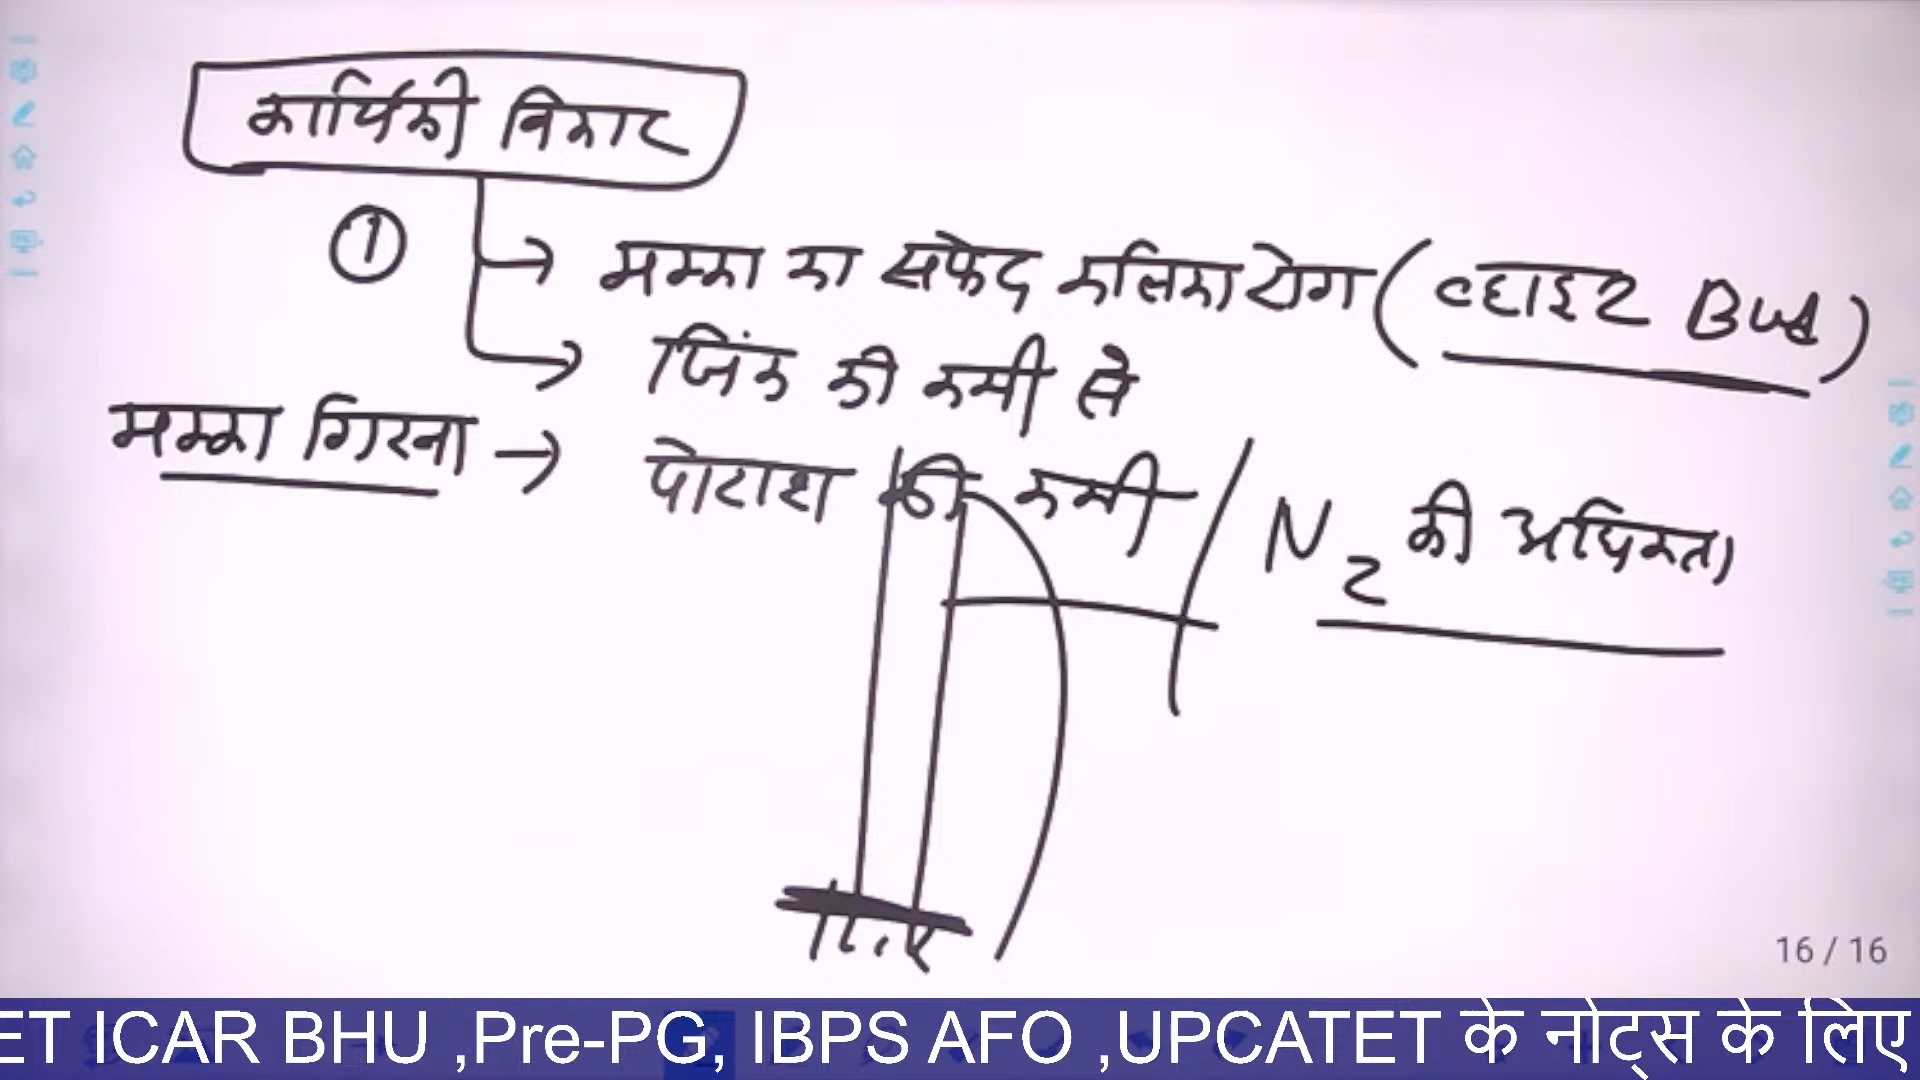 कार्यिकी विकार
① → मक्का का सफेद कलिका रोग (व्हाइट Bud)
→ जिंक की कमी से
मक्का गिरना → पोटाश की कमी / N2 की अधिकता
16 / 16
ET ICAR BHU ,Pre-PG, IBPS AFO ,UPCATET के नोट्स के लिए